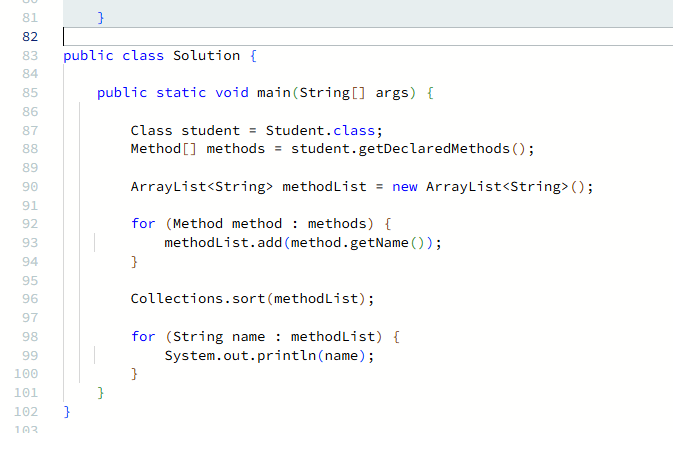 81 }
82
83 public class Solution {
84
85 public static void main(String[] args) {
86
87 Class student = Student.class;
88 Method[] methods = student.getDeclaredMethods();
89
90 ArrayList<String> methodList = new ArrayList<String>();
91
92 for (Method method : methods) {
93 methodList.add(method.getName());
94 }
95
96 Collections.sort(methodList);
97
98 for (String name : methodList) {
99 System.out.println(name);
100 }
101 }
102 }
103